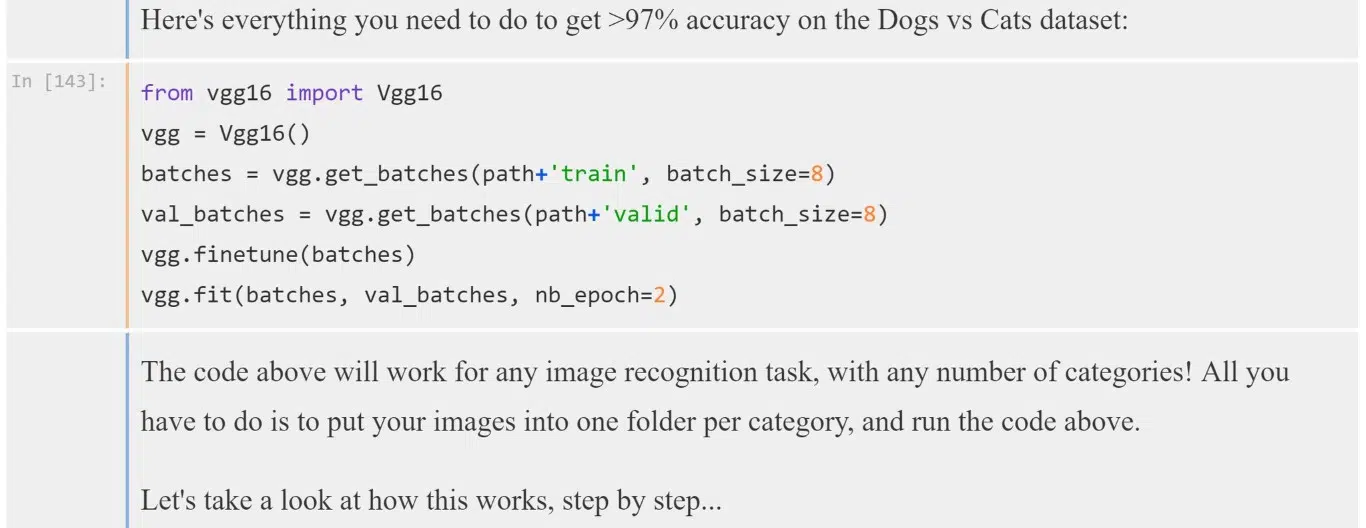 Here's everything you need to do to get >97% accuracy on the Dogs vs Cats dataset:
In [143]:
from vgg16 import Vgg16
vgg = Vgg16()
batches = vgg.get_batches(path+'train', batch_size=8)
val_batches = vgg.get_batches(path+'valid', batch_size=8)
vgg.finetune(batches)
vgg.fit(batches, val_batches, nb_epoch=2)
The code above will work for any image recognition task, with any number of categories! All you
have to do is to put your images into one folder per category, and run the code above.
Let's take a look at how this works, step by step...